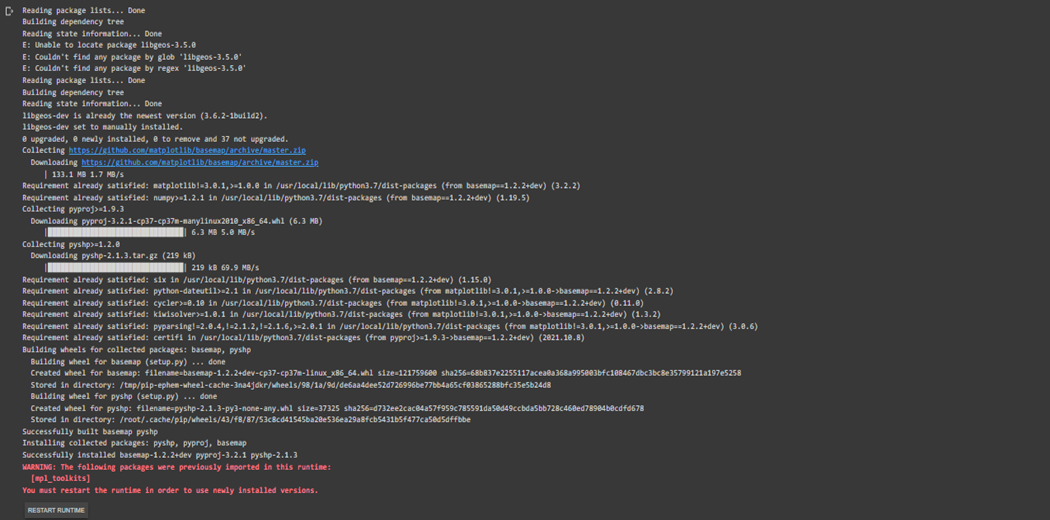 Reading package lists... Done
Building dependency tree
Reading state information... Done
E: Unable to locate package libgeos-3.5.0
E: Couldn't find any package by glob 'libgeos-3.5.0'
E: Couldn't find any package by regex 'libgeos-3.5.0'
Reading package lists... Done
Building dependency tree
Reading state information... Done
libgeos-dev is already the newest version (3.6.2-1build2).
libgeos-dev set to manually installed.
0 upgraded, 0 newly installed, 0 to remove and 37 not upgraded.
Collecting https://github.com/matplotlib/basemap/archive/master.zip
Downloading https://github.com/matplotlib/basemap/archive/master.zip
| 133.1 MB 1.7 MB/s
Requirement already satisfied: matplotlib!=3.0.1,>=1.0.0 in /usr/local/lib/python3.7/dist-packages (from basemap==1.2.2+dev) (3.2.2)
Requirement already satisfied: numpy>=1.2.1 in /usr/local/lib/python3.7/dist-packages (from basemap==1.2.2+dev) (1.19.5)
Collecting pyproj>=1.9.3
Downloading pyproj-3.2.1-cp37-cp37m-manylinux2010_x86_64.whl (6.3 MB)
|████████████████████████████████| 6.3 MB 5.0 MB/s
Collecting pyshp>=1.2.0
Downloading pyshp-2.1.3.tar.gz (219 kB)
|████████████████████████████████| 219 kB 69.9 MB/s
Requirement already satisfied: six in /usr/local/lib/python3.7/dist-packages (from basemap==1.2.2+dev) (1.15.0)
Requirement already satisfied: python-dateutil>=2.1 in /usr/local/lib/python3.7/dist-packages (from matplotlib!=3.0.1,>=1.0.0->basemap==1.2.2+dev) (2.8.2)
Requirement already satisfied: cycler>=0.10 in /usr/local/lib/python3.7/dist-packages (from matplotlib!=3.0.1,>=1.0.0->basemap==1.2.2+dev) (0.11.0)
Requirement already satisfied: kiwisolver>=1.0.1 in /usr/local/lib/python3.7/dist-packages (from matplotlib!=3.0.1,>=1.0.0->basemap==1.2.2+dev) (1.3.2)
Requirement already satisfied: pyparsing!=2.0.4,!=2.1.2,!=2.1.6,>=2.0.1 in /usr/local/lib/python3.7/dist-packages (from matplotlib!=3.0.1,>=1.0.0->basemap==1.2.2+dev) (3.0.6)
Requirement already satisfied: certifi in /usr/local/lib/python3.7/dist-packages (from pyproj>=1.9.3->basemap==1.2.2+dev) (2021.10.8)
Building wheels for collected packages: basemap, pyshp
Building wheel for basemap (setup.py) ... done
Created wheel for basemap: filename=basemap-1.2.2+dev-cp37-cp37m-linux_x86_64.whl size=121759600 sha256=68b837e2255117acea0a368a995003bfc108467dbc3bc8e35799121a197e5258
Stored in directory: /tmp/pip-ephem-wheel-cache-3na4jdkr/wheels/98/1a/9d/de6aa4dee52d726996be77bb4a65cf03865288bfc35e5b24d8
Building wheel for pyshp (setup.py) ... done
Created wheel for pyshp: filename=pyshp-2.1.3-py3-none-any.whl size=37325 sha256=d732ee2cac04a57f959c785591da50d49ccbda5bb728c460ed78904b0cdfd678
Stored in directory: /root/.cache/pip/wheels/43/f8/87/53c8cd41545ba20e536ea29a8fcb5431b5f477ca50d5dffbbe
Successfully built basemap pyshp
Installing collected packages: pyshp, pyproj, basemap
Successfully installed basemap-1.2.2+dev pyproj-3.2.1 pyshp-2.1.3
WARNING: The following packages were previously imported in this runtime:
[mpl_toolkits]
You must restart the runtime in order to use newly installed versions.
RESTART RUNTIME